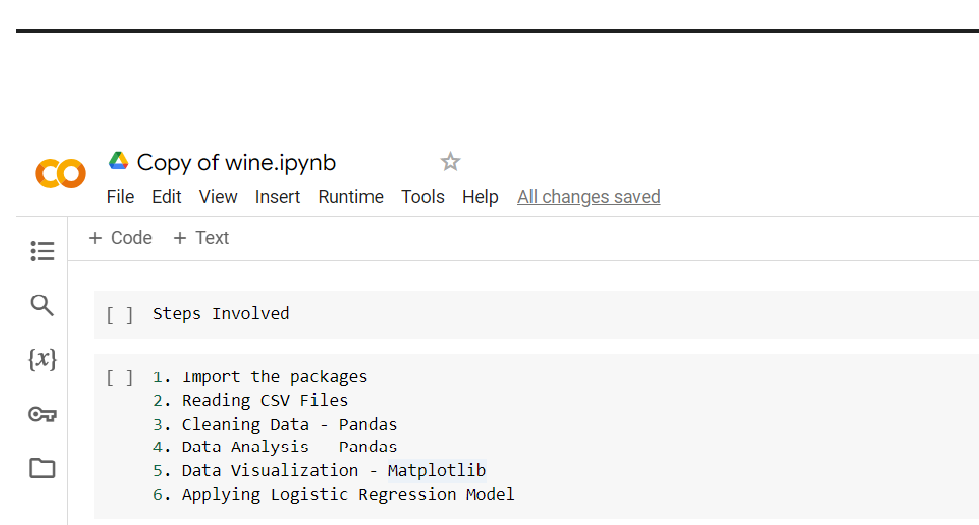 Copy of wine.ipynb
File Edit View Insert Runtime Tools Help All changes saved
+ Code + Text
{x}
[ ] Steps Involved
[ ] 1. Import the packages
2. Reading CSV Files
3. Cleaning Data - Pandas
4. Data Analysis Pandas
5. Data Visualization - Matplotlib
6. Applying Logistic Regression Model